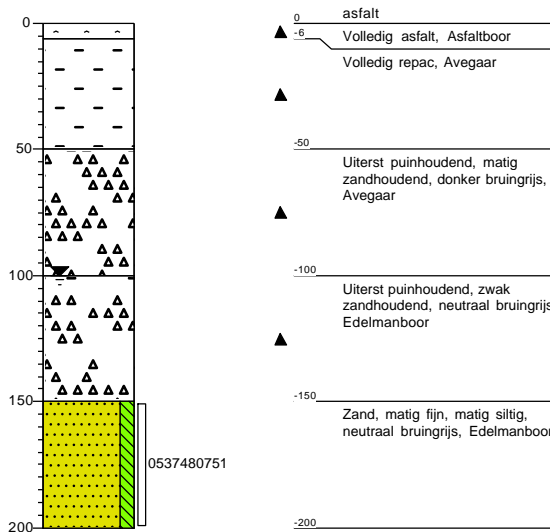 0
50
100
150
200
0537480751
0
asfalt
-6
Volledig asfalt, Asfaltboor
Volledig repac, Avegaar
-50
Uiterst puinhoudend, matig
zandhoudend, donker bruingrijs,
Avegaar
-100
Uiterst puinhoudend, zwak
zandhoudend, neutraal bruingrijs
Edelmanboor
-150
Zand, matig fijn, matig siltig,
neutraal bruingrijs, Edelmanboor
-200